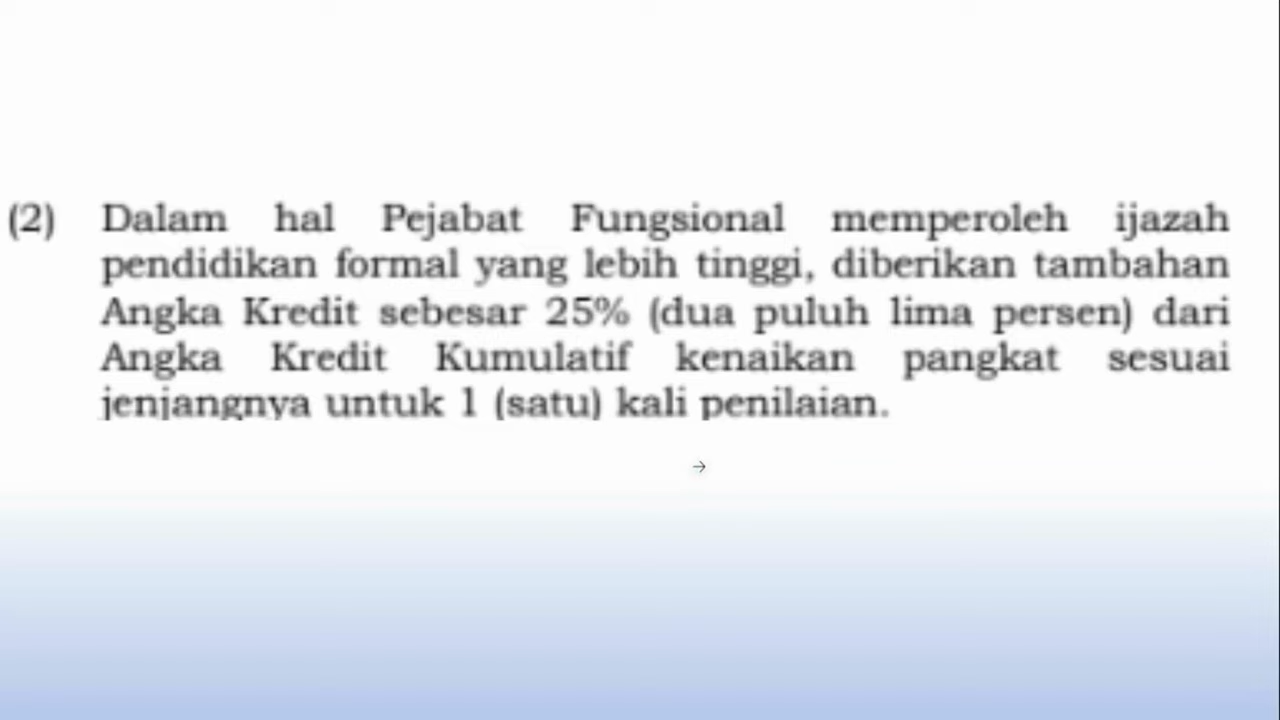 (2) Dalam hal Pejabat Fungsional memperoleh ijazah
pendidikan formal yang lebih tinggi, diberikan tambahan
Angka Kredit sebesar 25% (dua puluh lima persen) dari
Angka Kredit Kumulatif kenaikan pangkat sesuai
jenjangnya untuk 1 (satu) kali penilaian.
→